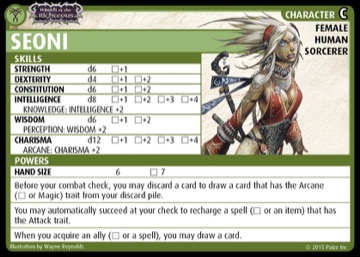 Wrath of the Righteous
CHARACTER C
SEONI
FEMALE
HUMAN
SORCERER
SKILLS
STRENGTH d6 □+1
DEXTERITY d4 □+1 □+2
CONSTITUTION d6 □+1 □+2
INTELLIGENCE d8 □+1 □+2 □+3 □+4
KNOWLEDGE: INTELLIGENCE +2
WISDOM d6 □+1 □+2
PERCEPTION: WISDOM +2
CHARISMA d12 □+1 □+2 □+3 □+4
ARCANE: CHARISMA +2
POWERS
HAND SIZE 6 □ 7
Before your combat check, you may discard a card to draw a card that has the Arcane
(□ or Magic) trait from your discard pile.
You may automatically succeed at your check to recharge a spell (□ or an item) that has
the Attack trait.
When you acquire an ally (□ or a spell), you may draw a card.
Illustration by Wayne Reynolds
© 2015 Paizo Inc.